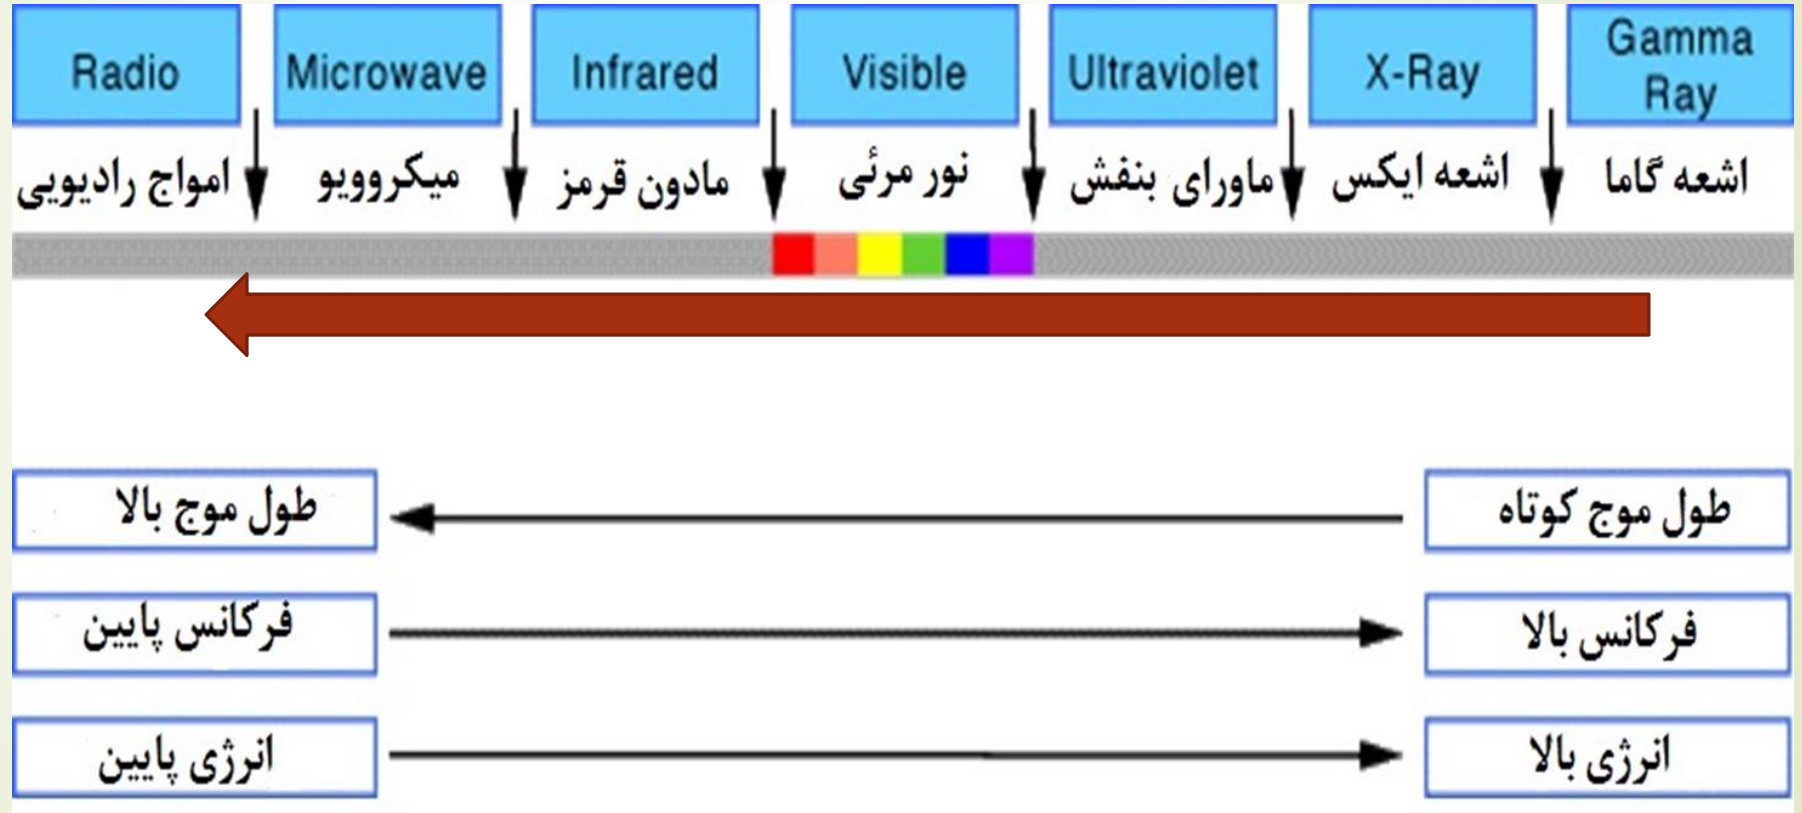 Radio
Microwave
Infrared
Visible
Ultraviolet
X-Ray
Gamma
Ray
امواج رادیویی
میکروویو
مادون قرمز
نور مرئی
ماورای بنفش
اشعه ایکس
اشعه گاما
طول موج بالا
طول موج کوتاه
فرکانس پایین
فرکانس بالا
انرژی پایین
انرژی بالا